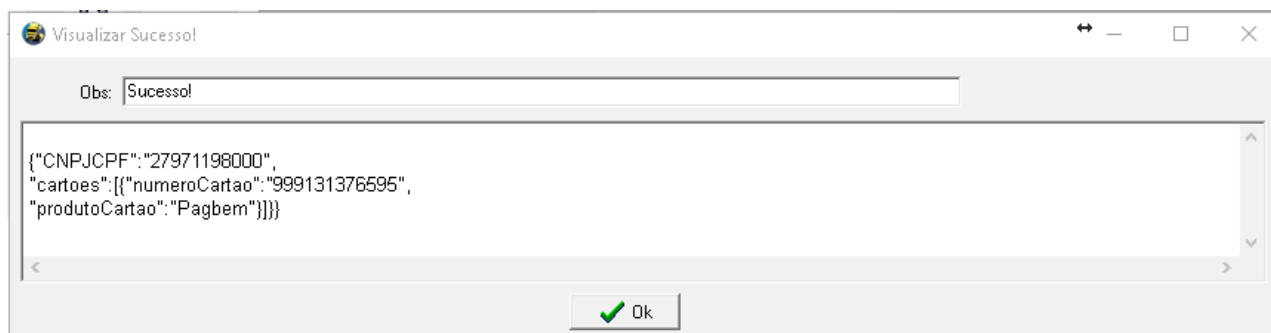 Visualizar Sucesso!
Obs: Sucesso!
{"CNPJCPF":"27971198000",
"cartoes":[{"numeroCartao":"999131376595",
"produtoCartao":"Pagbem"}]}}
Ok